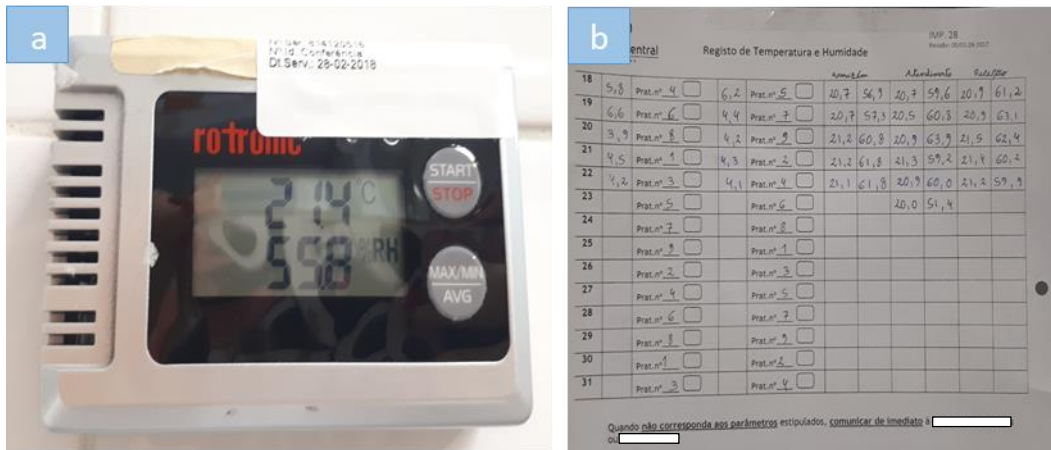 a
Nº Ser. 614120516
Nº Id. Conferência
Dt.Serv.: 28-02-2018
rotronic
START
STOP
21.4 °C
55.8 %RH
MAX/MIN
AVG
b
IMP. 28
entral
Registo de Temperatura e Humidade
Armazém Atendimento Receção
18 5,8 Prat.nº 4 6,2 Prat.nº 5 20,7 56,9 20,7 59,6 20,9 61,2
19 6,6 Prat.nº 6 4,4 Prat.nº 7 20,7 57,3 20,5 60,8 20,9 63,1
20 3,9 Prat.nº 8 4,2 Prat.nº 9 21,2 60,8 20,9 63,9 21,5 62,4
21 4,5 Prat.nº 1 4,3 Prat.nº 2 21,2 61,8 21,3 59,2 21,4 60,2
22 4,2 Prat.nº 3 4,1 Prat.nº 4 21,1 61,8 20,9 60,0 21,2 59,9
23 Prat.nº 5 Prat.nº 6 20,0 51,4
24 Prat.nº 7 Prat.nº 8
25 Prat.nº 9 Prat.nº 1
26 Prat.nº 2 Prat.nº 3
27 Prat.nº 4 Prat.nº 5
28 Prat.nº 6 Prat.nº 7
29 Prat.nº 8 Prat.nº 9
30 Prat.nº 1 Prat.nº 2
31 Prat.nº 3 Prat.nº 4
Quando não corresponda aos parâmetros estipulados, comunicar de imediato à
ou